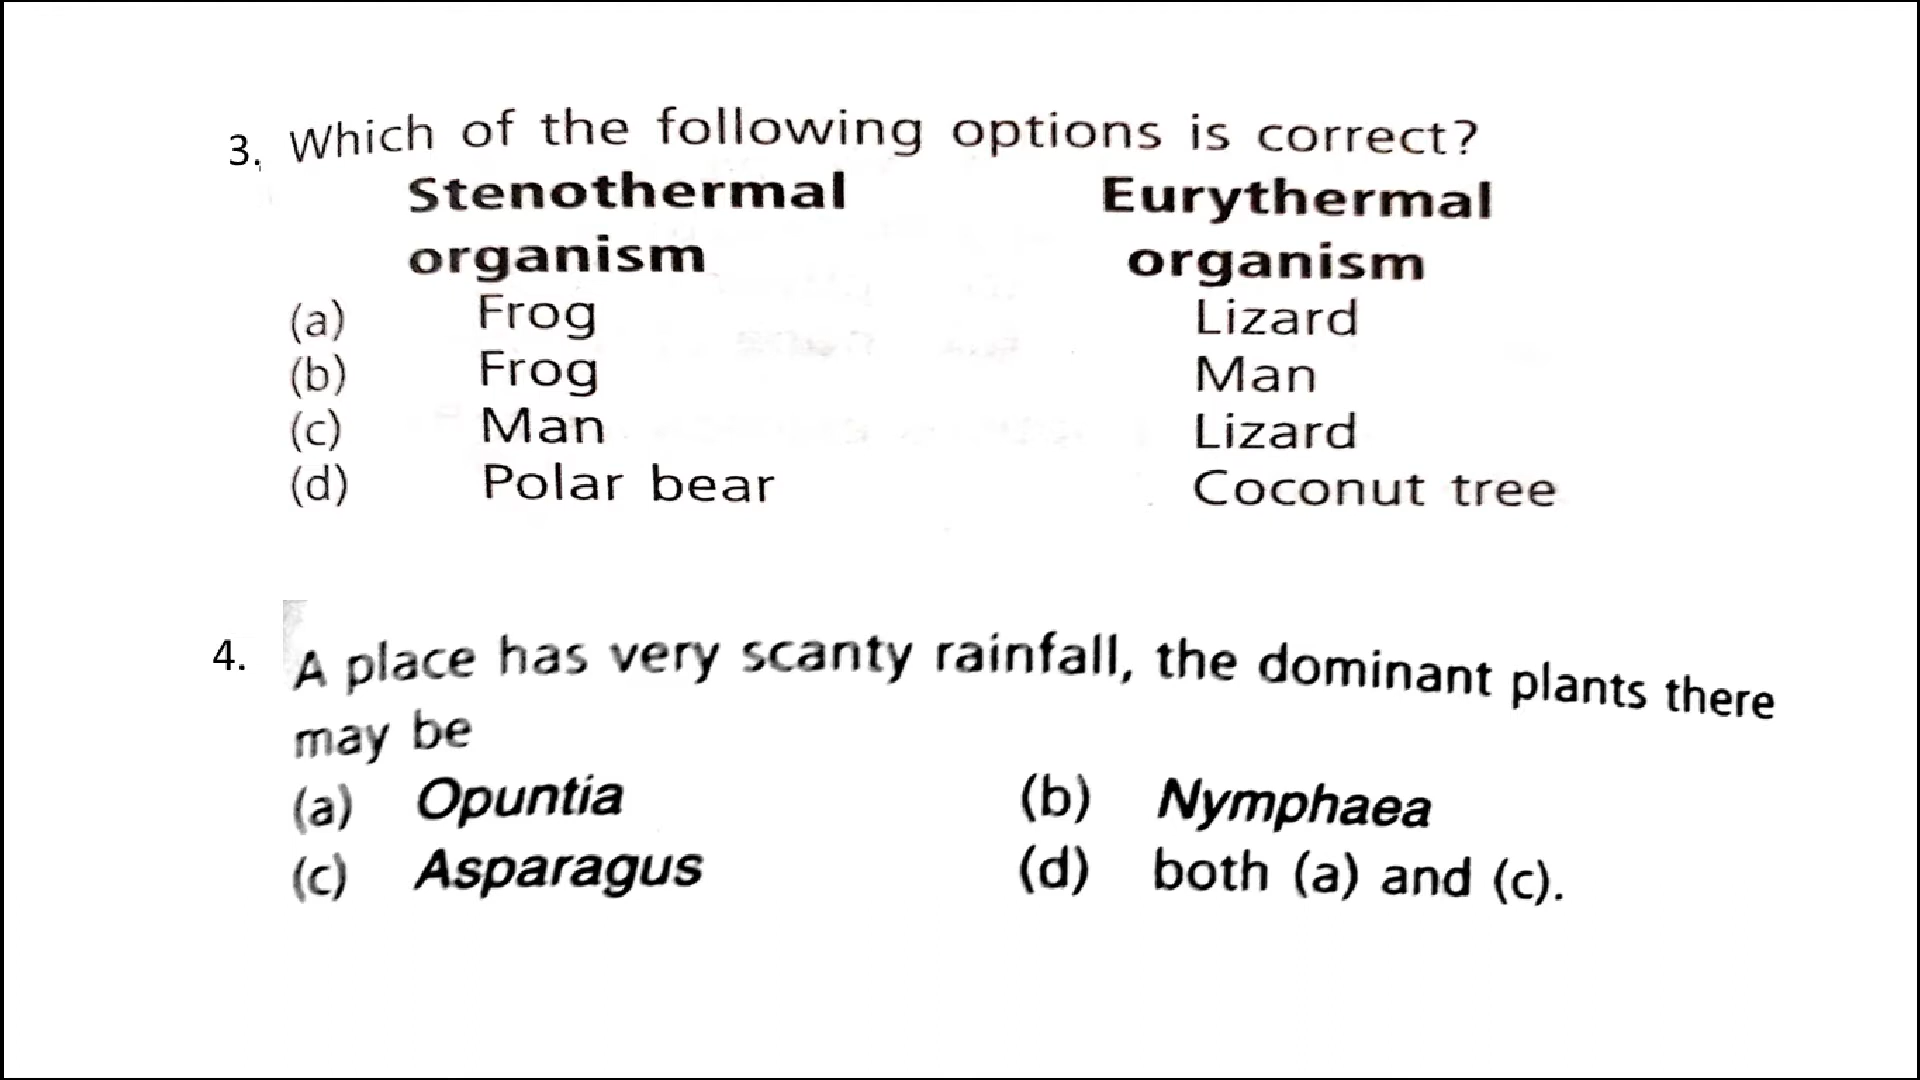 3. Which of the following options is correct?
Stenothermal Eurythermal
organism organism
(a) Frog Lizard
(b) Frog Man
(c) Man Lizard
(d) Polar bear Coconut tree
4. A place has very scanty rainfall, the dominant plants there
may be
(a) Opuntia (b) Nymphaea
(c) Asparagus (d) both (a) and (c).